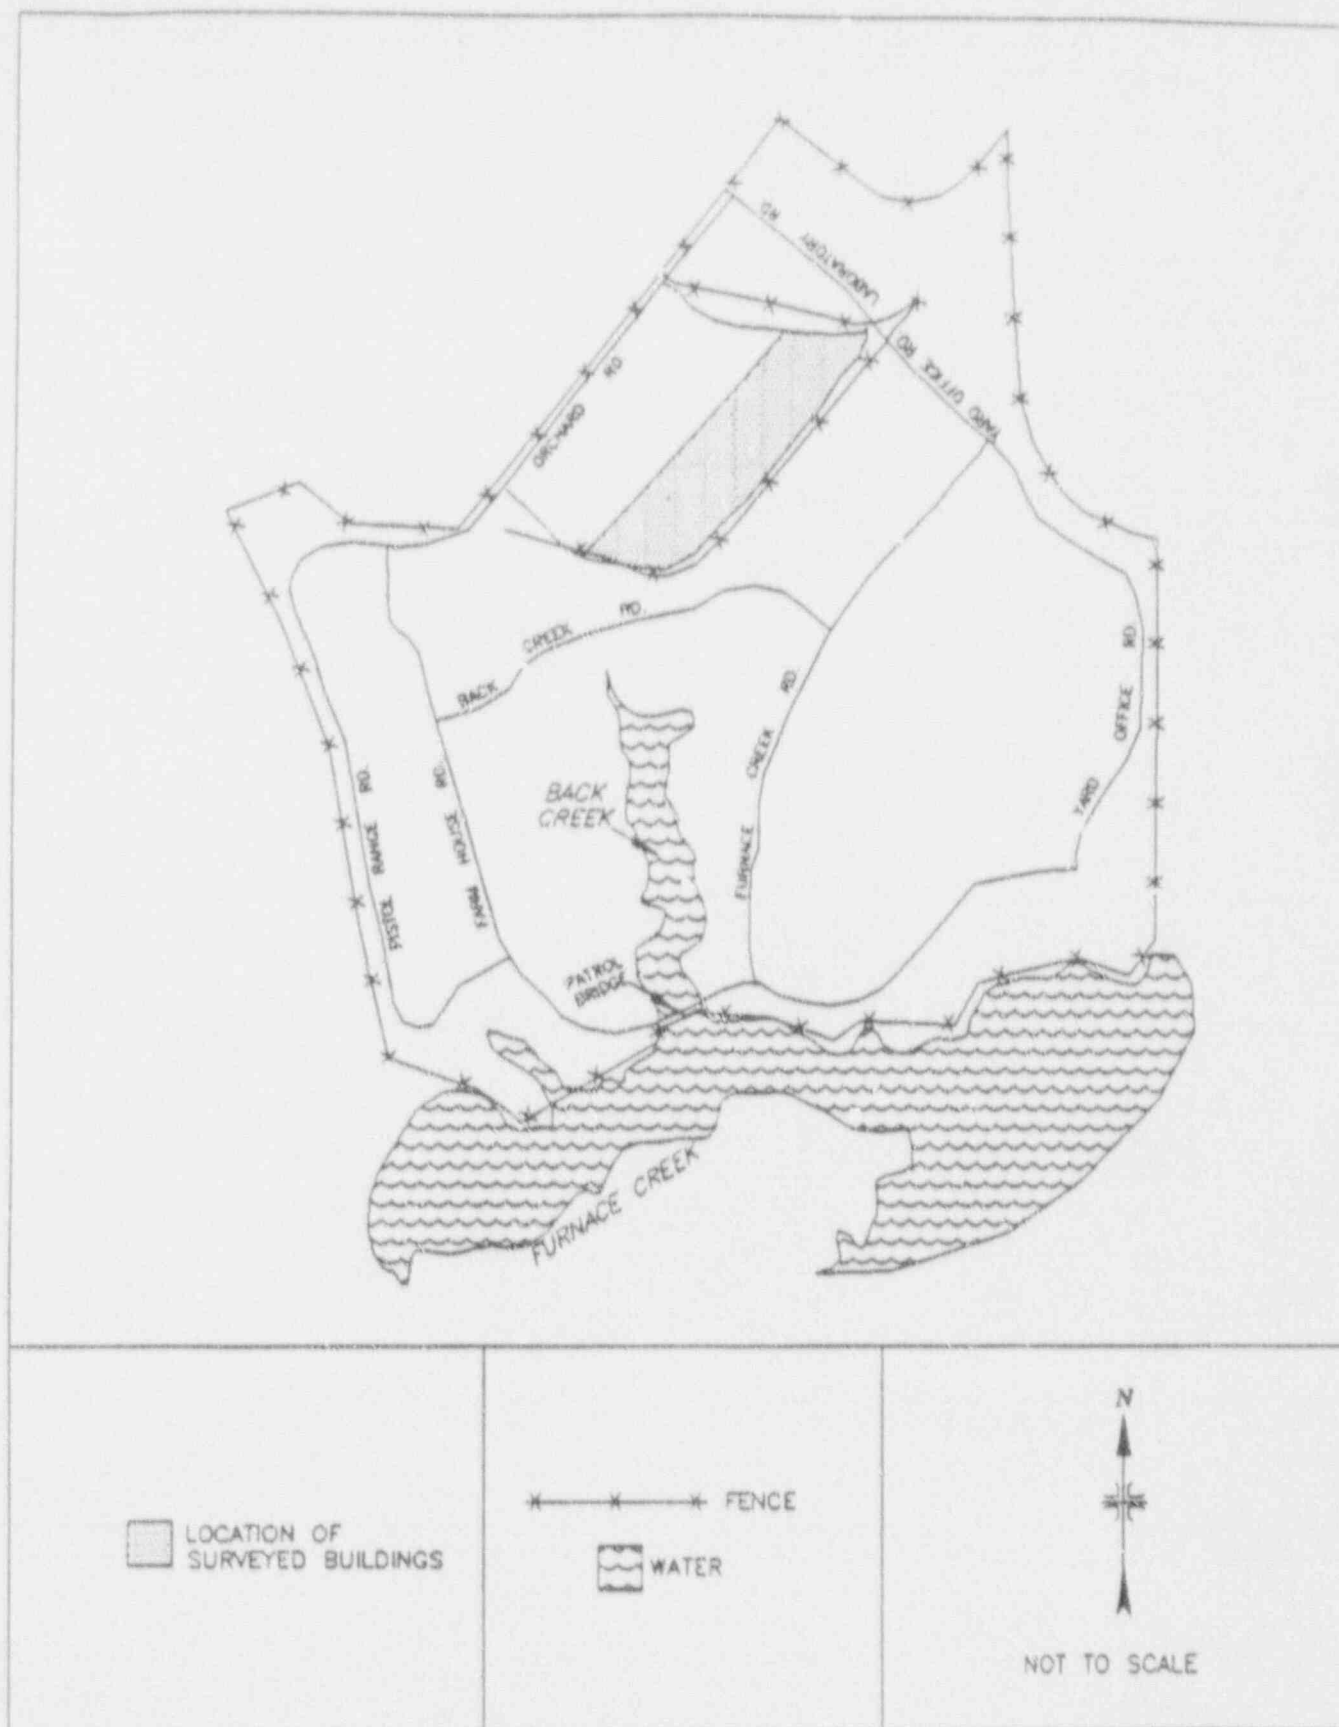 LABORATORY RD.
YARD OFFICE RD.
ORCHARD RD
BACK CREEK RD.
FURNACE CREEK RD.
YARD OFFICE RD
PISTOL RANGE RD.
FARM HOUSE RD.
BACK
CREEK
PATROL
BRIDGE
FURNACE CREEK
LOCATION OF
SURVEYED BUILDINGS
FENCE
WATER
N
NOT TO SCALE